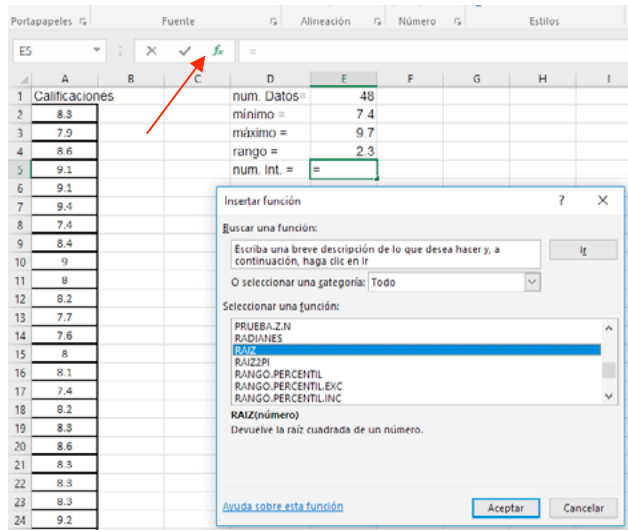 Portapapeles Fuente Alineación Número Estilos
E5 fx =
A B C D E F G H I
1 Calificaciones num. Datos= 48
2 8.3 mínimo = 7.4
3 7.9 máximo = 9.7
4 8.6 rango = 2.3
5 9.1 num. Int. = =
6 9.1
7 9.4
8 7.4
9 8.4
10 9
11 8
12 8.2
13 7.7
14 7.6
15 8
16 8.1
17 7.4
18 8.2
19 8.3
20 8.6
21 8.3
22 8.3
23 8.3
24 9.2
Insertar función ? X
Buscar una función:
Escriba una breve descripción de lo que desea hacer y, a
continuación, haga clic en Ir
Ir
O seleccionar una categoría: Todo
Seleccionar una función:
PRUEBA.Z.N
RADIANES
RAIZ
RAIZ2PI
RANGO.PERCENTIL
RANGO.PERCENTIL.EXC
RANGO.PERCENTIL.INC
RAIZ(número)
Devuelve la raíz cuadrada de un número.
Ayuda sobre esta función Aceptar Cancelar